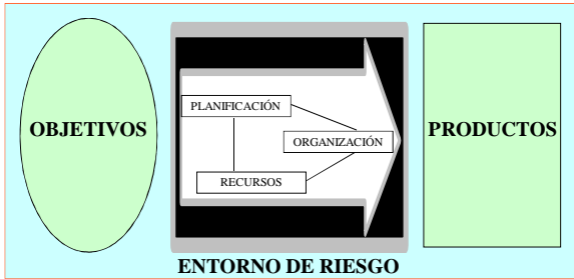 OBJETIVOS
PLANIFICACIÓN
ORGANIZACIÓN
RECURSOS
PRODUCTOS
ENTORNO DE RIESGO